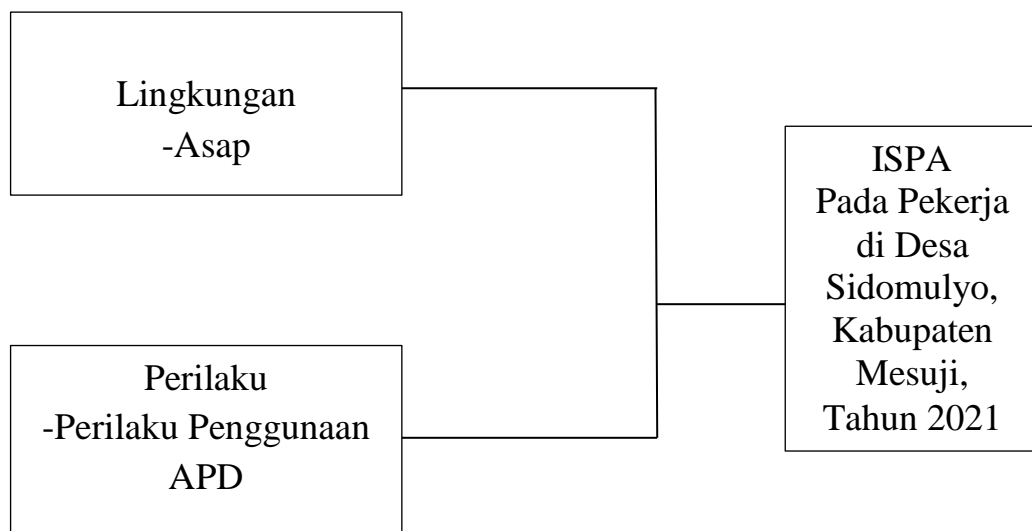 Lingkungan
-Asap
Perilaku
-Perilaku Penggunaan
APD
ISPA
Pada Pekerja
di Desa
Sidomulyo,
Kabupaten
Mesuji,
Tahun 2021